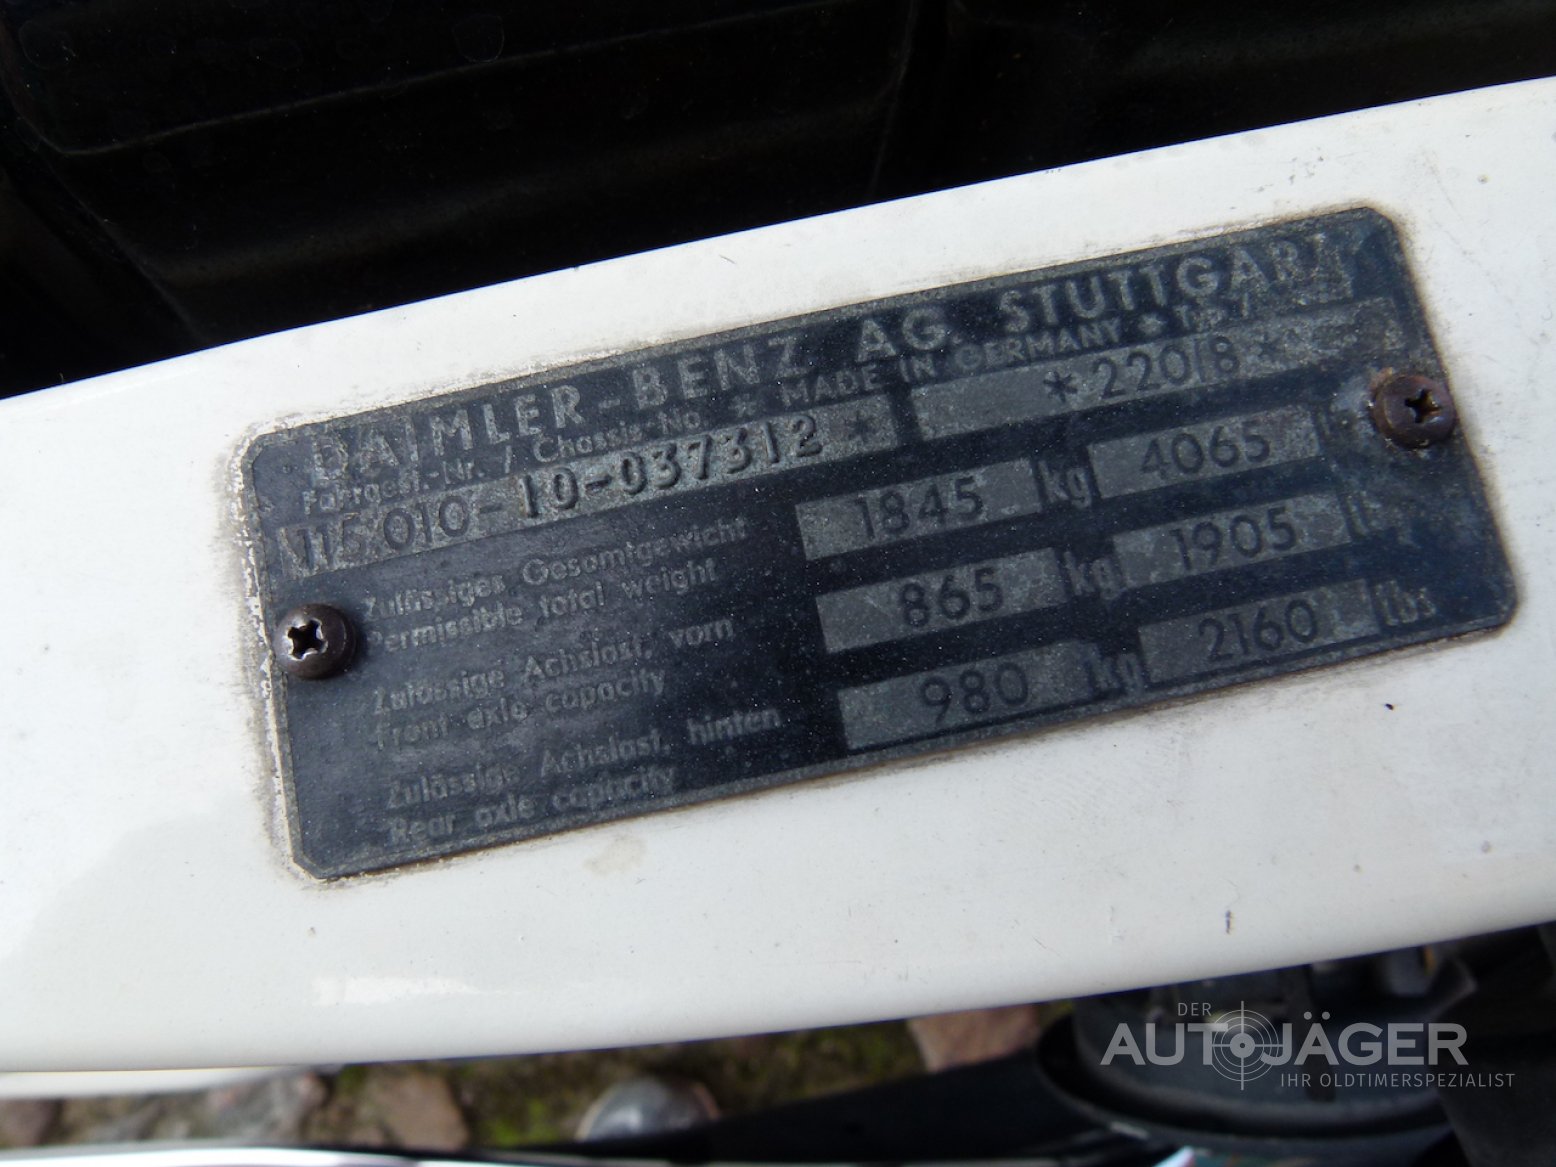 DAIMLER-BENZ AG. STUTTGART
Fahrgest.-Nr. / Chassis-No. * MADE IN GERMANY * Typ /
115.010-10-037312 * *220/8*
Zulässiges Gesamtgewicht
Permissible total weight
1845 kg 4065
Zulässige Achslast, vorn
Front axle capacity
865 kg 1905
Zulässige Achslast, hinten
Rear axle capacity
980 kg 2160 lbs
DER
AUTOJÄGER
IHR OLDTIMERSPEZIALIST